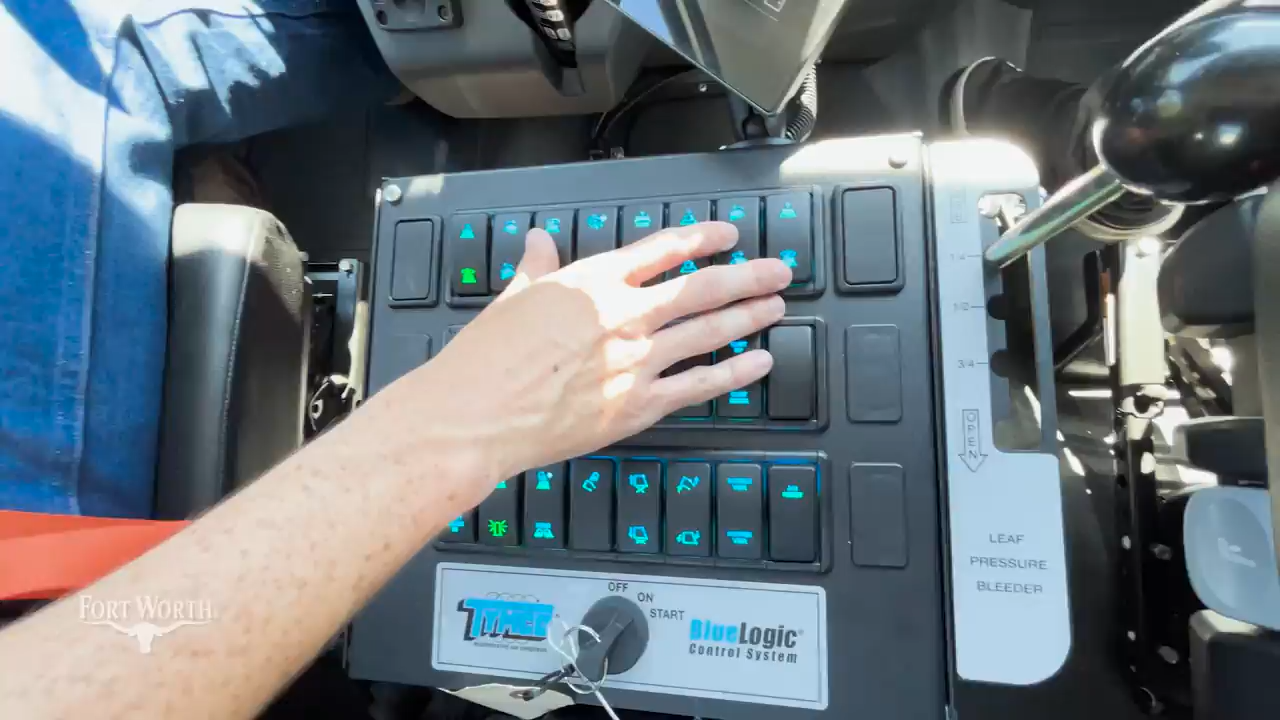 1/4
1/2
3/4
OPEN
LEAF
PRESSURE
BLEEDER
OFF
ON
START
TYMCO
BlueLogic®
Control System
FORT WORTH